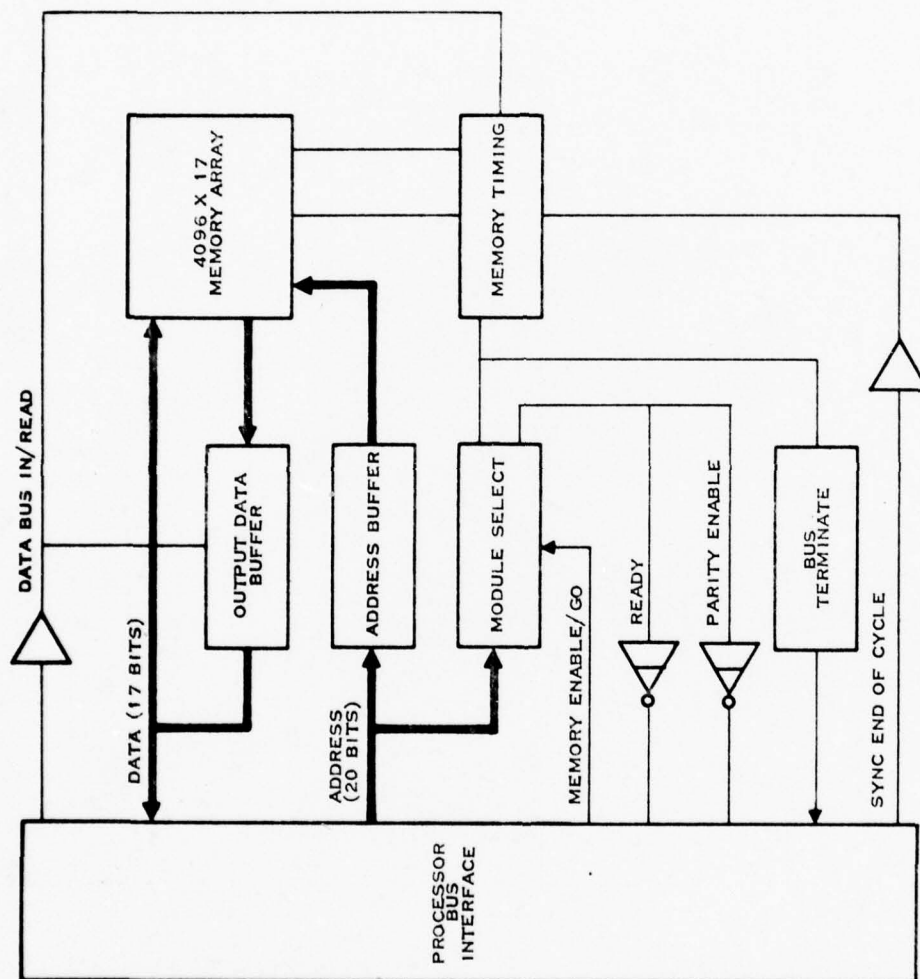 DATA BUS IN/READ
4096 X 17
MEMORY ARRAY
DATA (17 BITS)
OUTPUT DATA
BUFFER
ADDRESS BUFFER
ADDRESS
(20 BITS)
MEMORY TIMING
MODULE SELECT
MEMORY ENABLE/GO
READY
PARITY ENABLE
BUS
TERMINATE
SYNC END OF CYCLE
PROCESSOR
BUS
INTERFACE